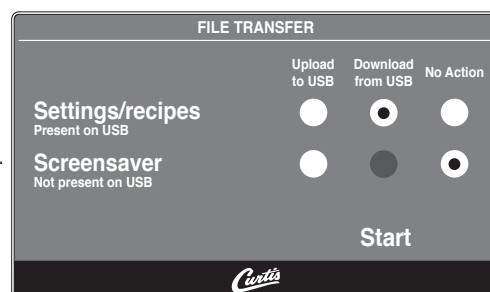 FILE TRANSFER
Upload to USB
Download from USB
No Action
Settings/recipes
Present on USB
Screensaver
Not present on USB
Start
Curtis